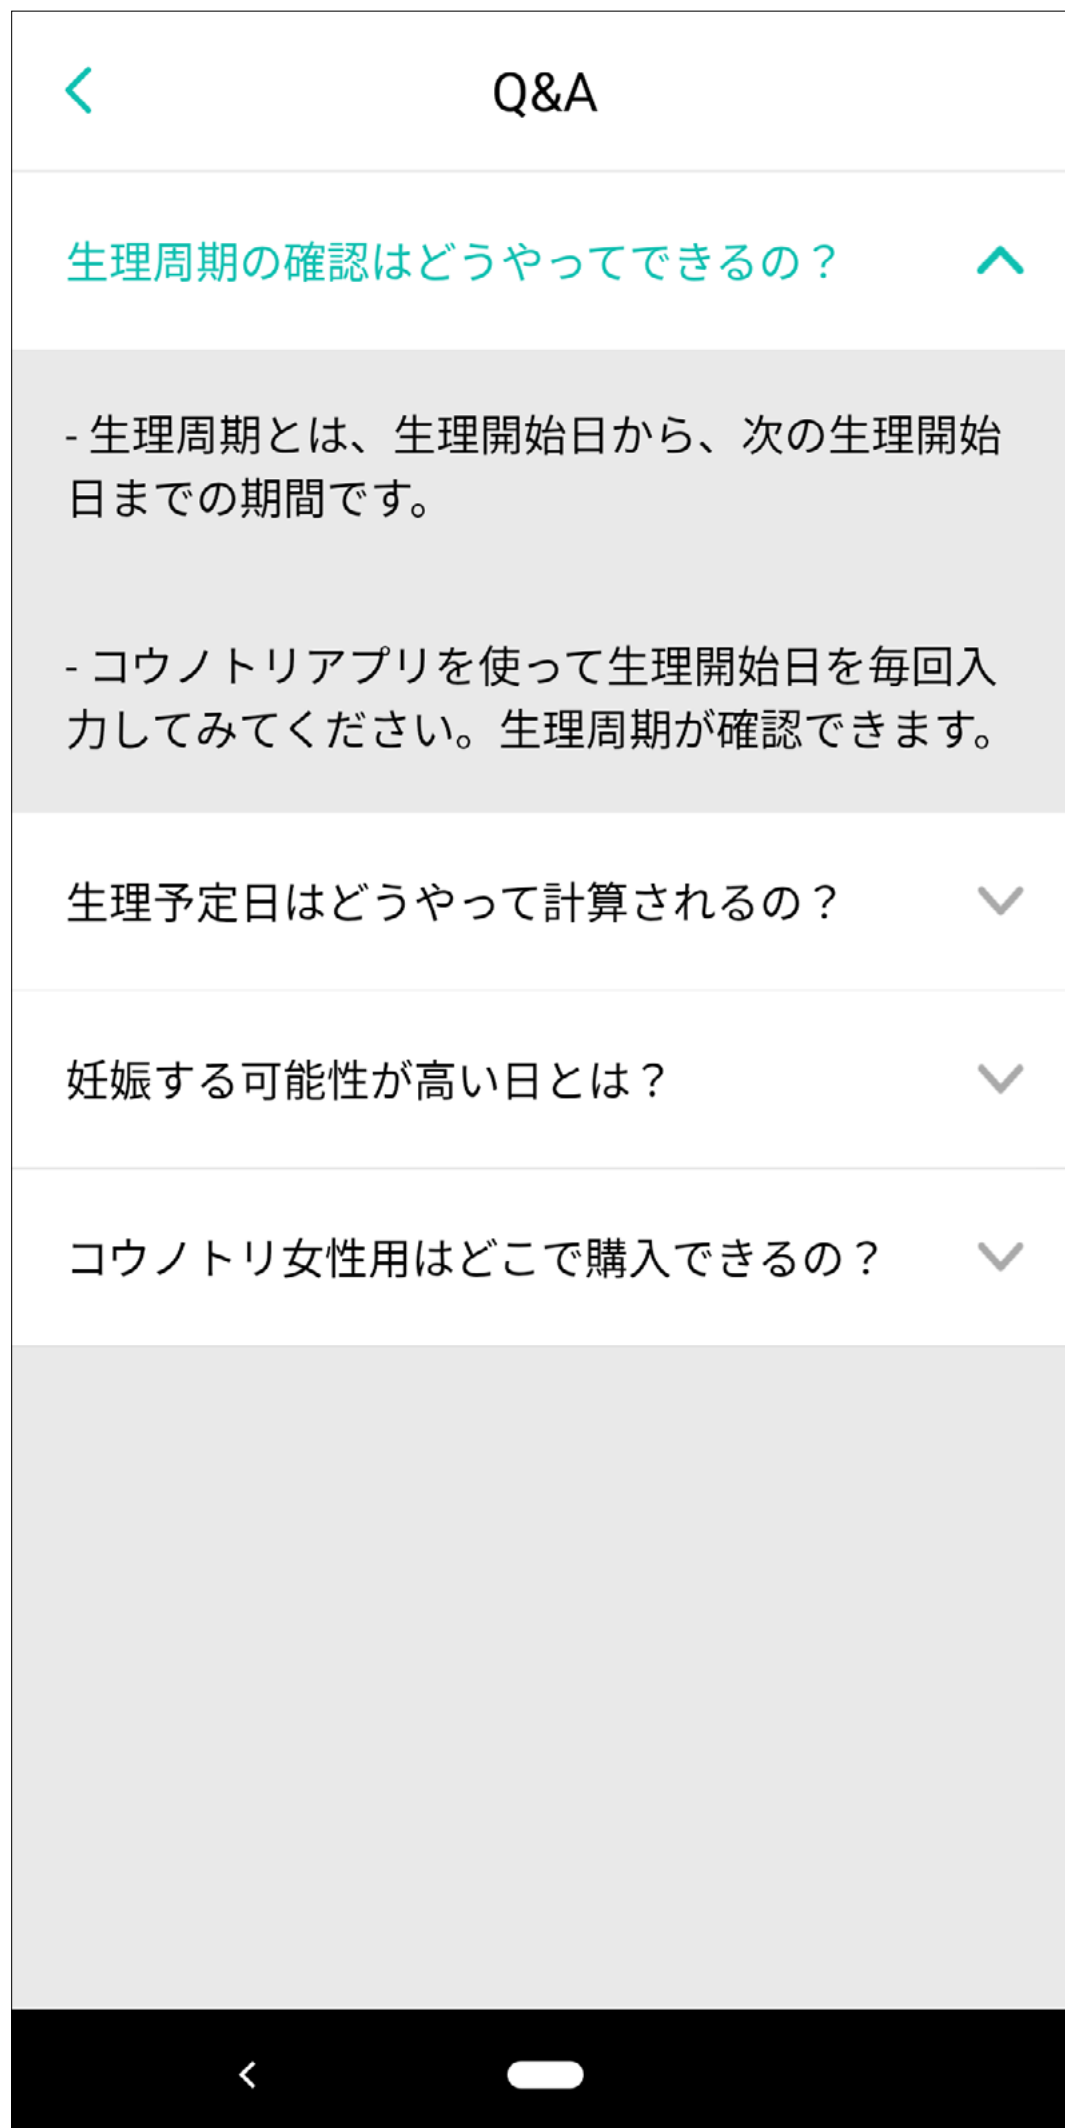 Q&A
生理周期の確認はどうやってできるの？
- 生理周期とは、生理開始日から、次の生理開始
日までの期間です。
- コウノトリアプリを使って生理開始日を毎回入
力してみてください。生理周期が確認できます。
生理予定日はどうやって計算されるの？
妊娠する可能性が高い日とは？
コウノトリ女性用はどこで購入できるの？